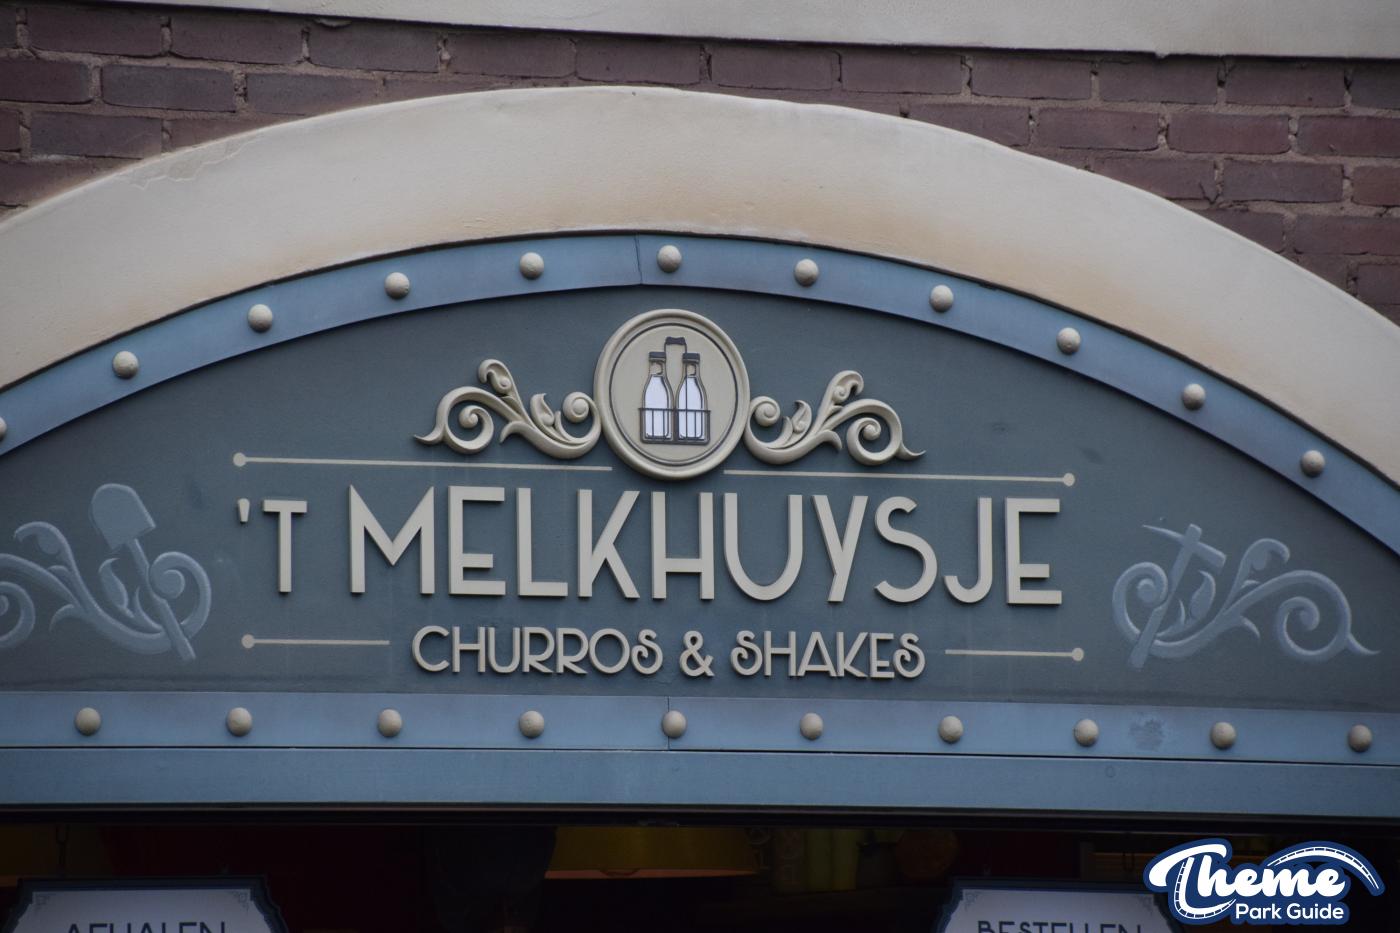 'T MELKHUYSJE
CHURROS & SHAKES
AFHALEN
BESTELLEN
Theme
Park Guide